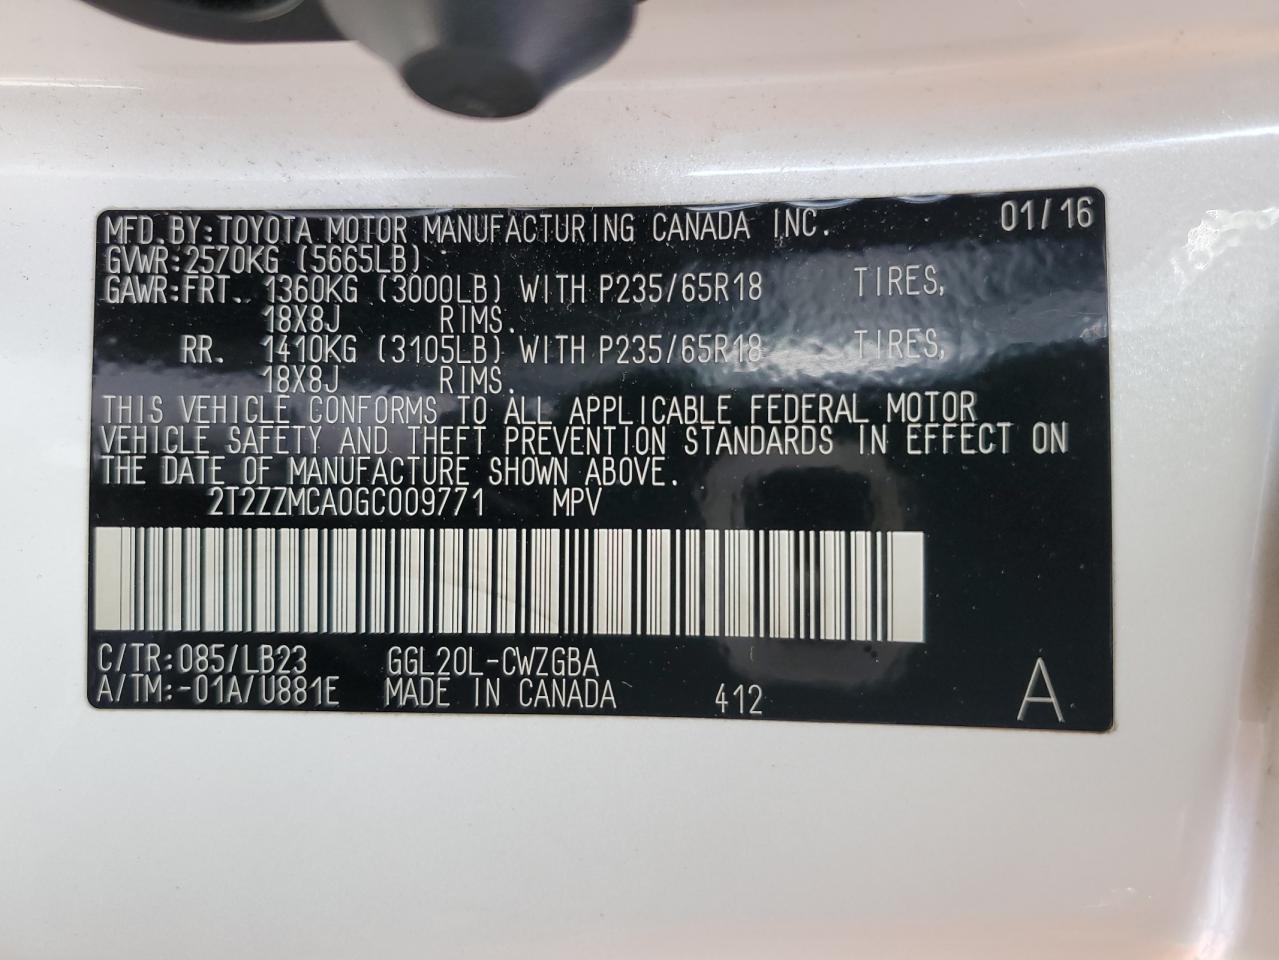 MFD.BY:TOYOTA MOTOR MANUFACTURING CANADA INC. 01/16
GVWR:2570KG (5665LB)
GAWR:FRT. 1360KG (3000LB) WITH P235/65R18 TIRES,
18X8J RIMS.
RR. 1410KG (3105LB) WITH P235/65R18 TIRES,
18X8J RIMS.
THIS VEHICLE CONFORMS TO ALL APPLICABLE FEDERAL MOTOR
VEHICLE SAFETY AND THEFT PREVENTION STANDARDS IN EFFECT ON
THE DATE OF MANUFACTURE SHOWN ABOVE.
2T2ZZMCA0GC009771 MPV
C/TR:085/LB23 GGL20L-CWZGBA
A/TM:-01A/U881E MADE IN CANADA 412 A